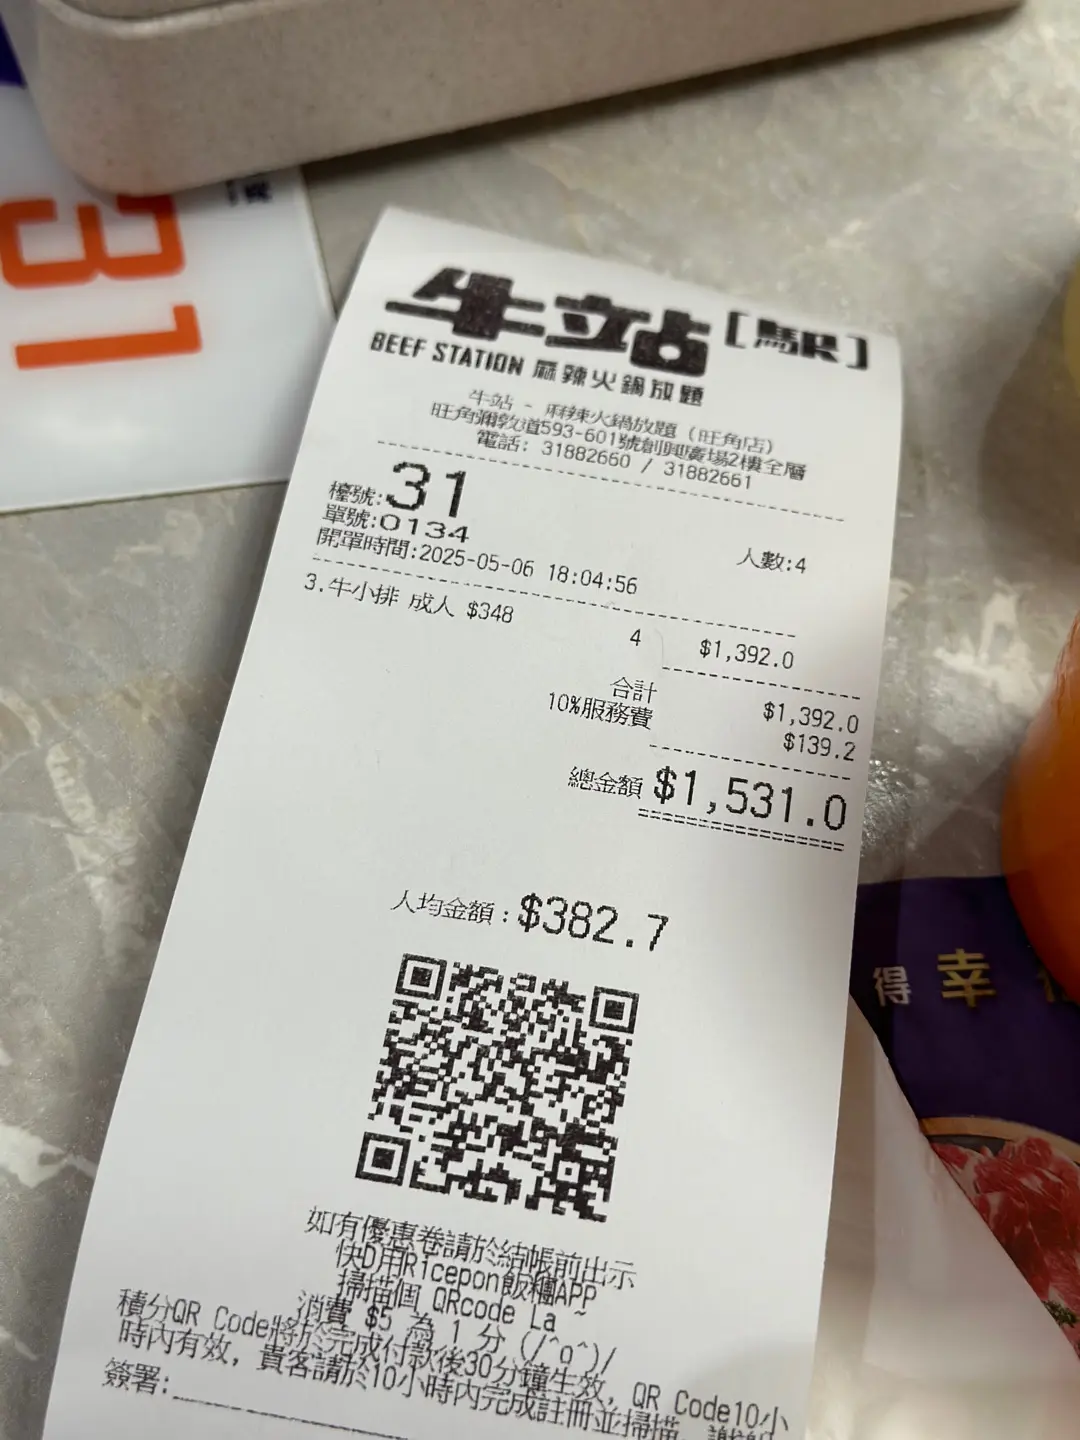 31
牛立站[馬尺]
BEEF STATION 麻辣火鍋放題
牛站 - 麻辣火鍋放題 (旺角店)
旺角彌敦道593-601號創興廣場2樓全層
電話: 31882660 / 31882661
檯號:31
單號:0134
人數:4
開單時間:2025-05-06 18:04:56
3.牛小排 成人 $348
4 $1,392.0
合計 $1,392.0
10%服務費 $139.2
總金額 $1,531.0
人均金額:$382.7
如有優惠卷請於結帳前出示
快D用Ricepon飯糰APP
掃描個 QRcode La ~
消費 $5 為 1 分 (/^o^)/
積分QR Code將於完成付款後30分鐘生效, QR Code10小
時內有效, 貴客請於10小時內完成註冊並掃描,
簽署:
得 幸